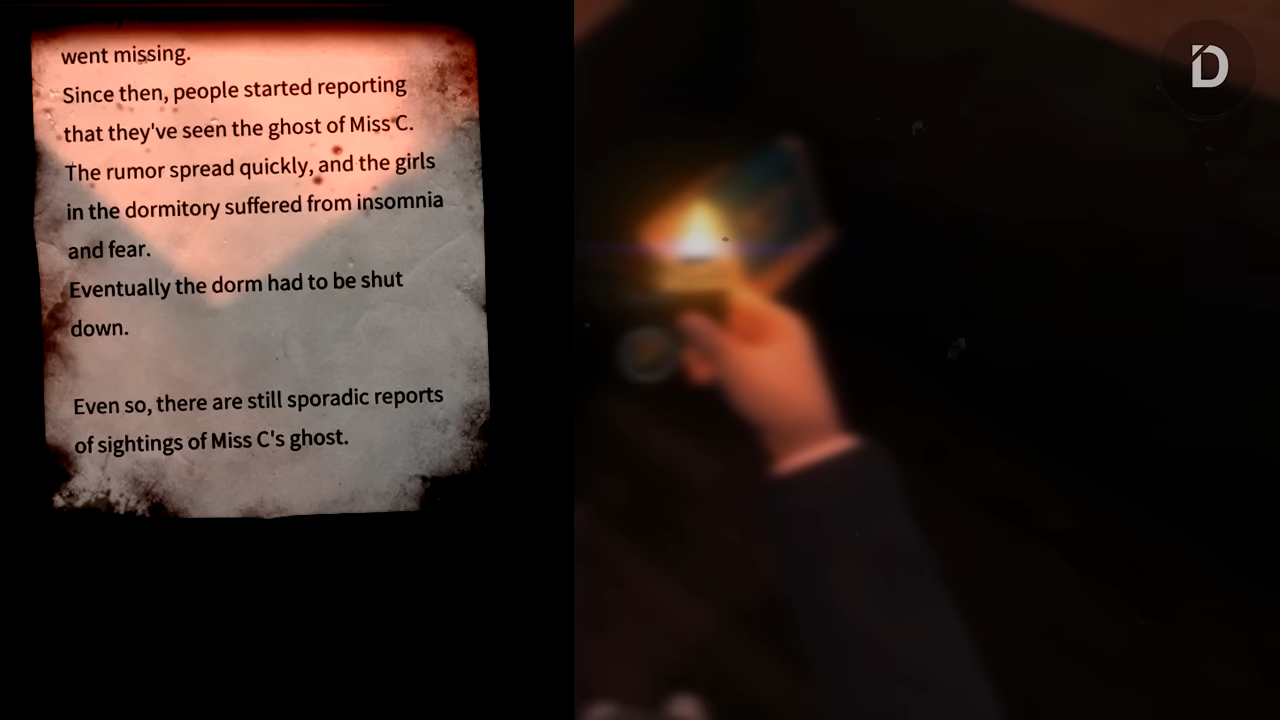 went missing.
Since then, people started reporting
that they've seen the ghost of Miss C.
The rumor spread quickly, and the girls
in the dormitory suffered from insomnia
and fear.
Eventually the dorm had to be shut
down.
Even so, there are still sporadic reports
of sightings of Miss C's ghost.
D